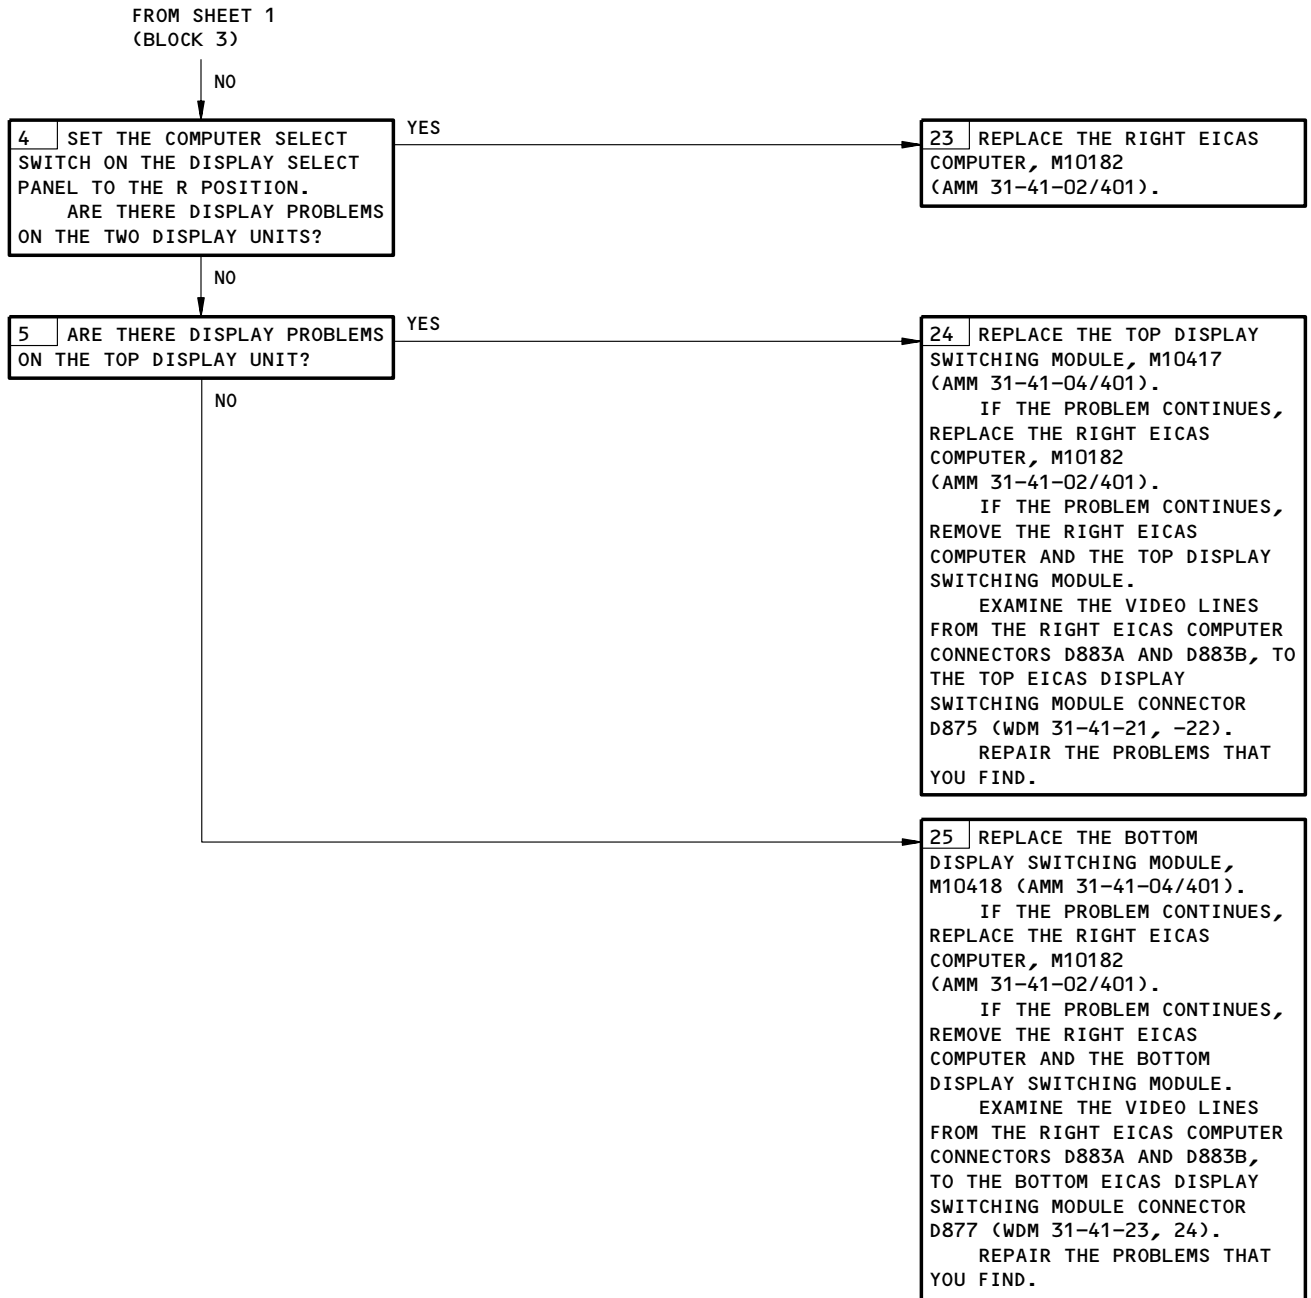 FROM SHEET 1
(BLOCK 3)
NO
4 SET THE COMPUTER SELECT
SWITCH ON THE DISPLAY SELECT
PANEL TO THE R POSITION.
ARE THERE DISPLAY PROBLEMS
ON THE TWO DISPLAY UNITS?
YES
23 REPLACE THE RIGHT EICAS
COMPUTER, M10182
(AMM 31-41-02/401).
NO
5 ARE THERE DISPLAY PROBLEMS
ON THE TOP DISPLAY UNIT?
YES
24 REPLACE THE TOP DISPLAY
SWITCHING MODULE, M10417
(AMM 31-41-04/401).
IF THE PROBLEM CONTINUES,
REPLACE THE RIGHT EICAS
COMPUTER, M10182
(AMM 31-41-02/401).
IF THE PROBLEM CONTINUES,
REMOVE THE RIGHT EICAS
COMPUTER AND THE TOP DISPLAY
SWITCHING MODULE.
EXAMINE THE VIDEO LINES
FROM THE RIGHT EICAS COMPUTER
CONNECTORS D883A AND D883B, TO
THE TOP EICAS DISPLAY
SWITCHING MODULE CONNECTOR
D875 (WDM 31-41-21, -22).
REPAIR THE PROBLEMS THAT
YOU FIND.
NO
25 REPLACE THE BOTTOM
DISPLAY SWITCHING MODULE,
M10418 (AMM 31-41-04/401).
IF THE PROBLEM CONTINUES,
REPLACE THE RIGHT EICAS
COMPUTER, M10182
(AMM 31-41-02/401).
IF THE PROBLEM CONTINUES,
REMOVE THE RIGHT EICAS
COMPUTER AND THE BOTTOM
DISPLAY SWITCHING MODULE.
EXAMINE THE VIDEO LINES
FROM THE RIGHT EICAS COMPUTER
CONNECTORS D883A AND D883B,
TO THE BOTTOM EICAS DISPLAY
SWITCHING MODULE CONNECTOR
D877 (WDM 31-41-23, 24).
REPAIR THE PROBLEMS THAT
YOU FIND.